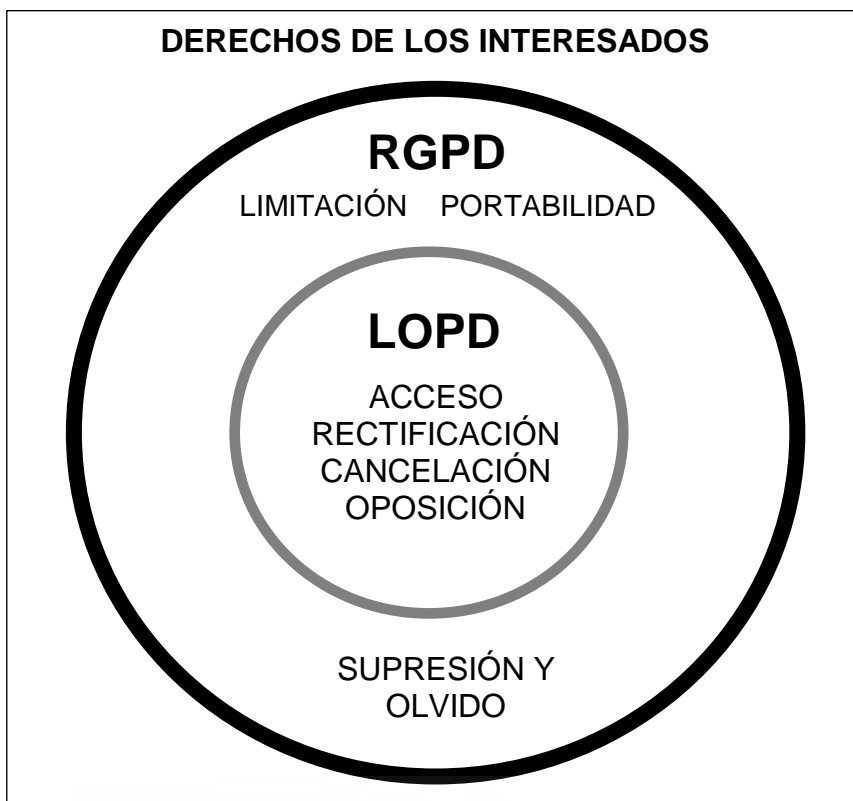 DERECHOS DE LOS INTERESADOS
RGPD
LIMITACIÓN PORTABILIDAD
LOPD
ACCESO
RECTIFICACIÓN
CANCELACIÓN
OPOSICIÓN
SUPRESIÓN Y
OLVIDO